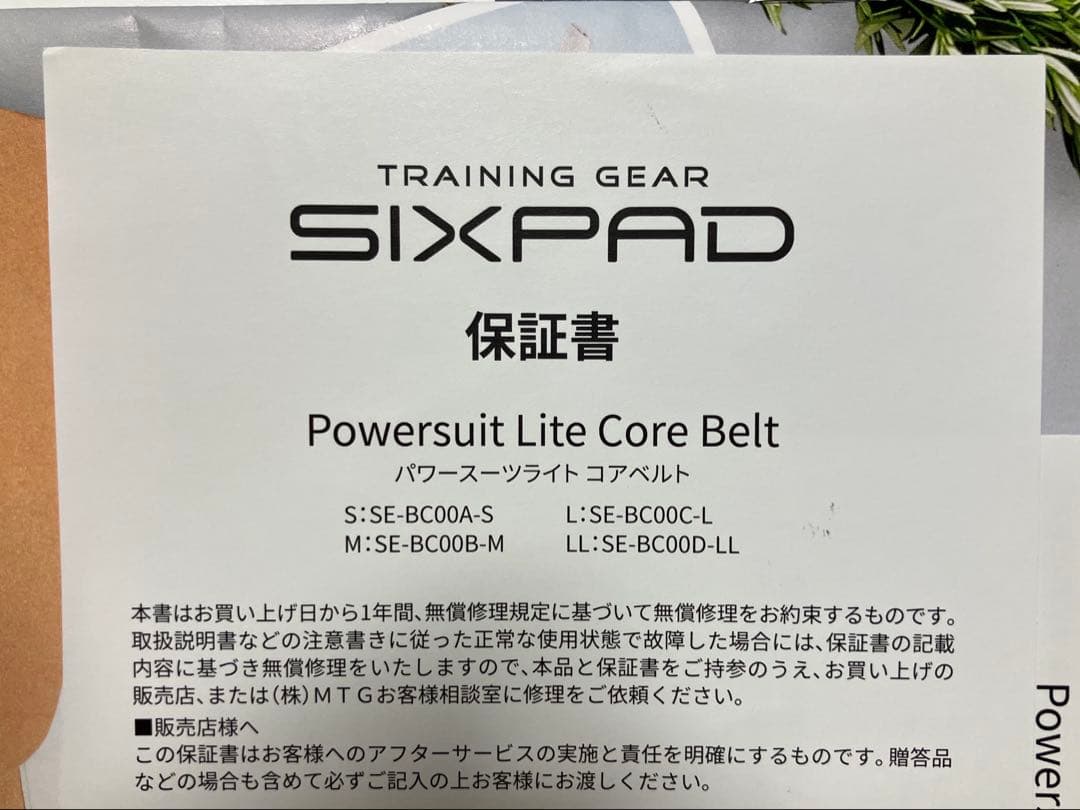 TRAINING GEAR
SIXPAD
保証書
Powersuit Lite Core Belt
パワースーツライト コアベルト
S:SE-BC00A-S L:SE-BC00C-L
M:SE-BC00B-M LL:SE-BC00D-LL
本書はお買い上げ日から1年間、無償修理規定に基づいて無償修理をお約束するものです。
取扱説明書などの注意書きに従った正常な使用状態で故障した場合には、保証書の記載
内容に基づき無償修理をいたしますので、本品と保証書をご持参のうえ、お買い上げの
販売店、または(株)ＭＴＧお客様相談室に修理をご依頼ください。
■販売店様へ
この保証書はお客様へのアフターサービスの実施と責任を明確にするものです。贈答品
などの場合も含めて必ずご記入の上お客様にお渡しください。
Power